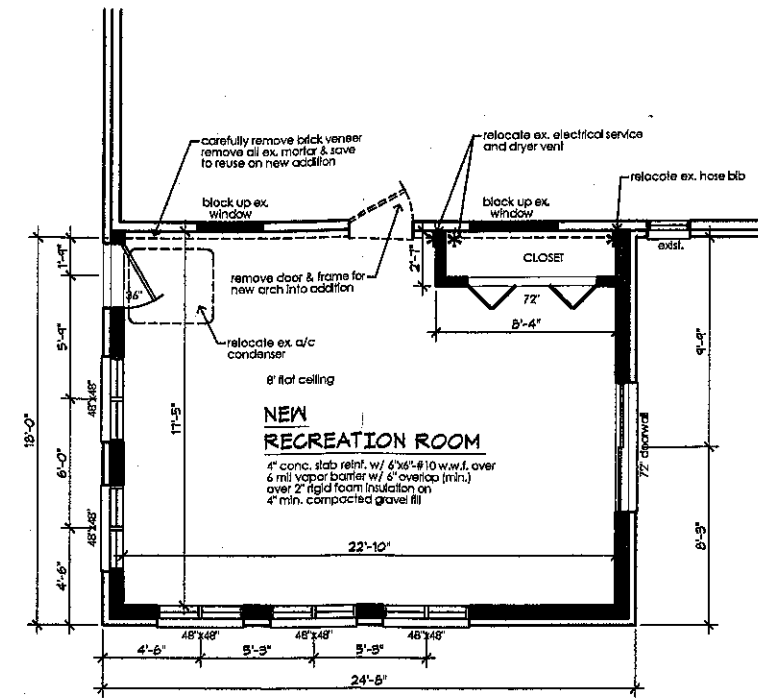 carefully remove brick veneer
remove all ex. mortar & save
to reuse on new addition
relocate ex. electrical service
and dryer vent
relocate ex. hose bib
block up ex.
window
block up ex.
window
exist.
CLOSET
2'-7"
72"
8'-4"
remove door & frame for
new arch into addition
36"
relocate ex. a/c
condenser
8' flat ceiling
NEW
RECREATION ROOM
4" conc. slab reinf. w/ 6"x6"-#10 w.w.f. over
6 mil vapor barrier w/ 6" overlap (min.)
over 2" rigid foam insulation on
4" min. compacted gravel fill
1'-9"
5'-9"
6'-0"
4'-6"
18'-0"
17'-5"
48"x48"
48"x48"
9'-9"
72" doorwall
8'-3"
22'-10"
48"x48"
48"x48"
48"x48"
4'-6"
5'-3"
5'-3"
24'-8"